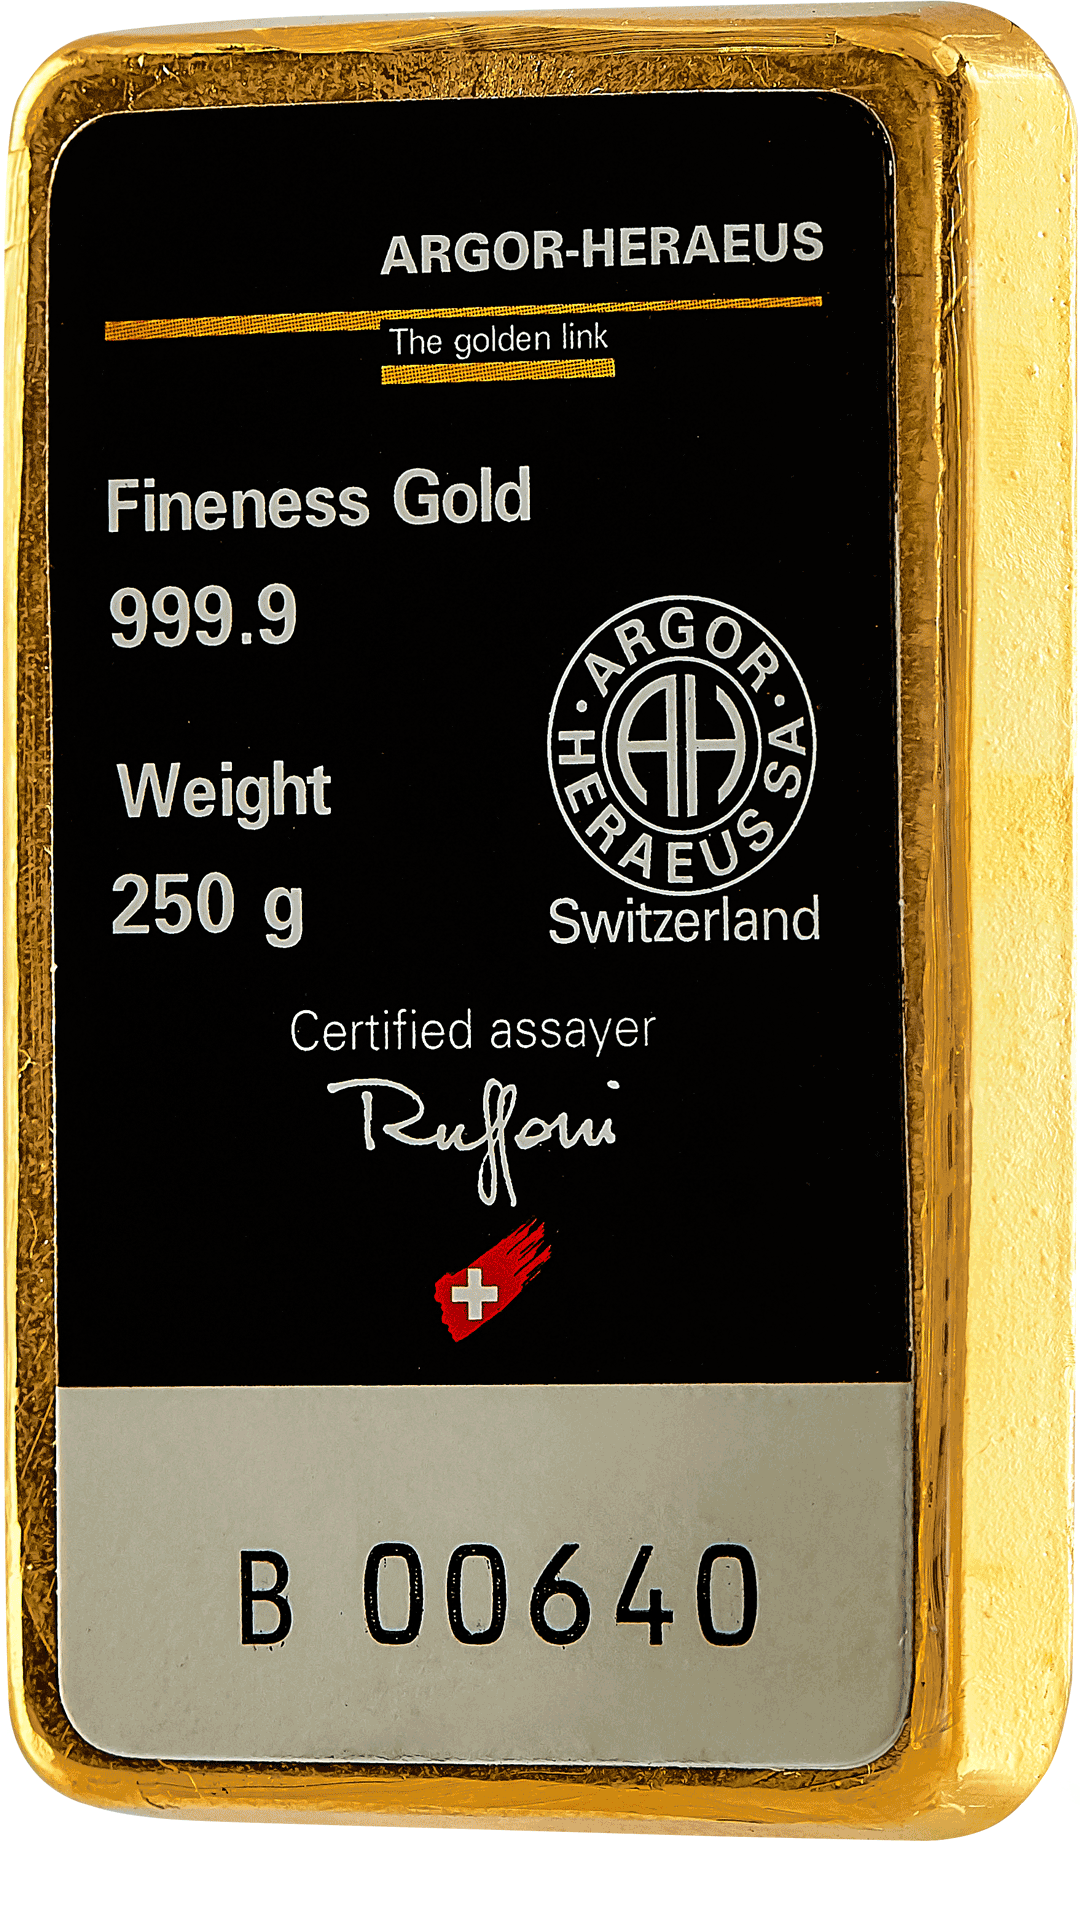 ARGOR-HERAEUS
The golden link
Fineness Gold
999.9
· ARGOR ·
HERAEUS SA
AH
Weight
250 g
Switzerland
Certified assayer
Ruffoni
B 00640